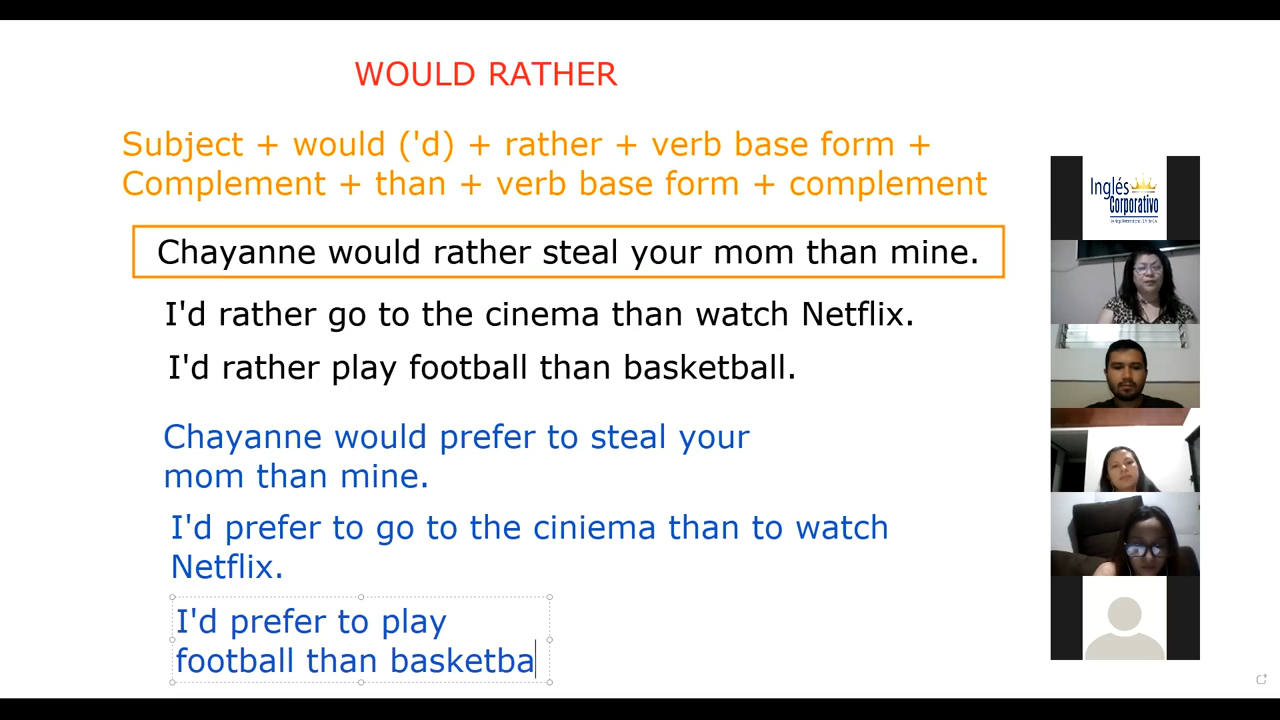 WOULD RATHER
Subject + would ('d) + rather + verb base form +
Complement + than + verb base form + complement
Chayanne would rather steal your mom than mine.
I'd rather go to the cinema than watch Netflix.
I'd rather play football than basketball.
Chayanne would prefer to steal your
mom than mine.
I'd prefer to go to the ciniema than to watch
Netflix.
I'd prefer to play
football than basketba
Inglés
Corporativo